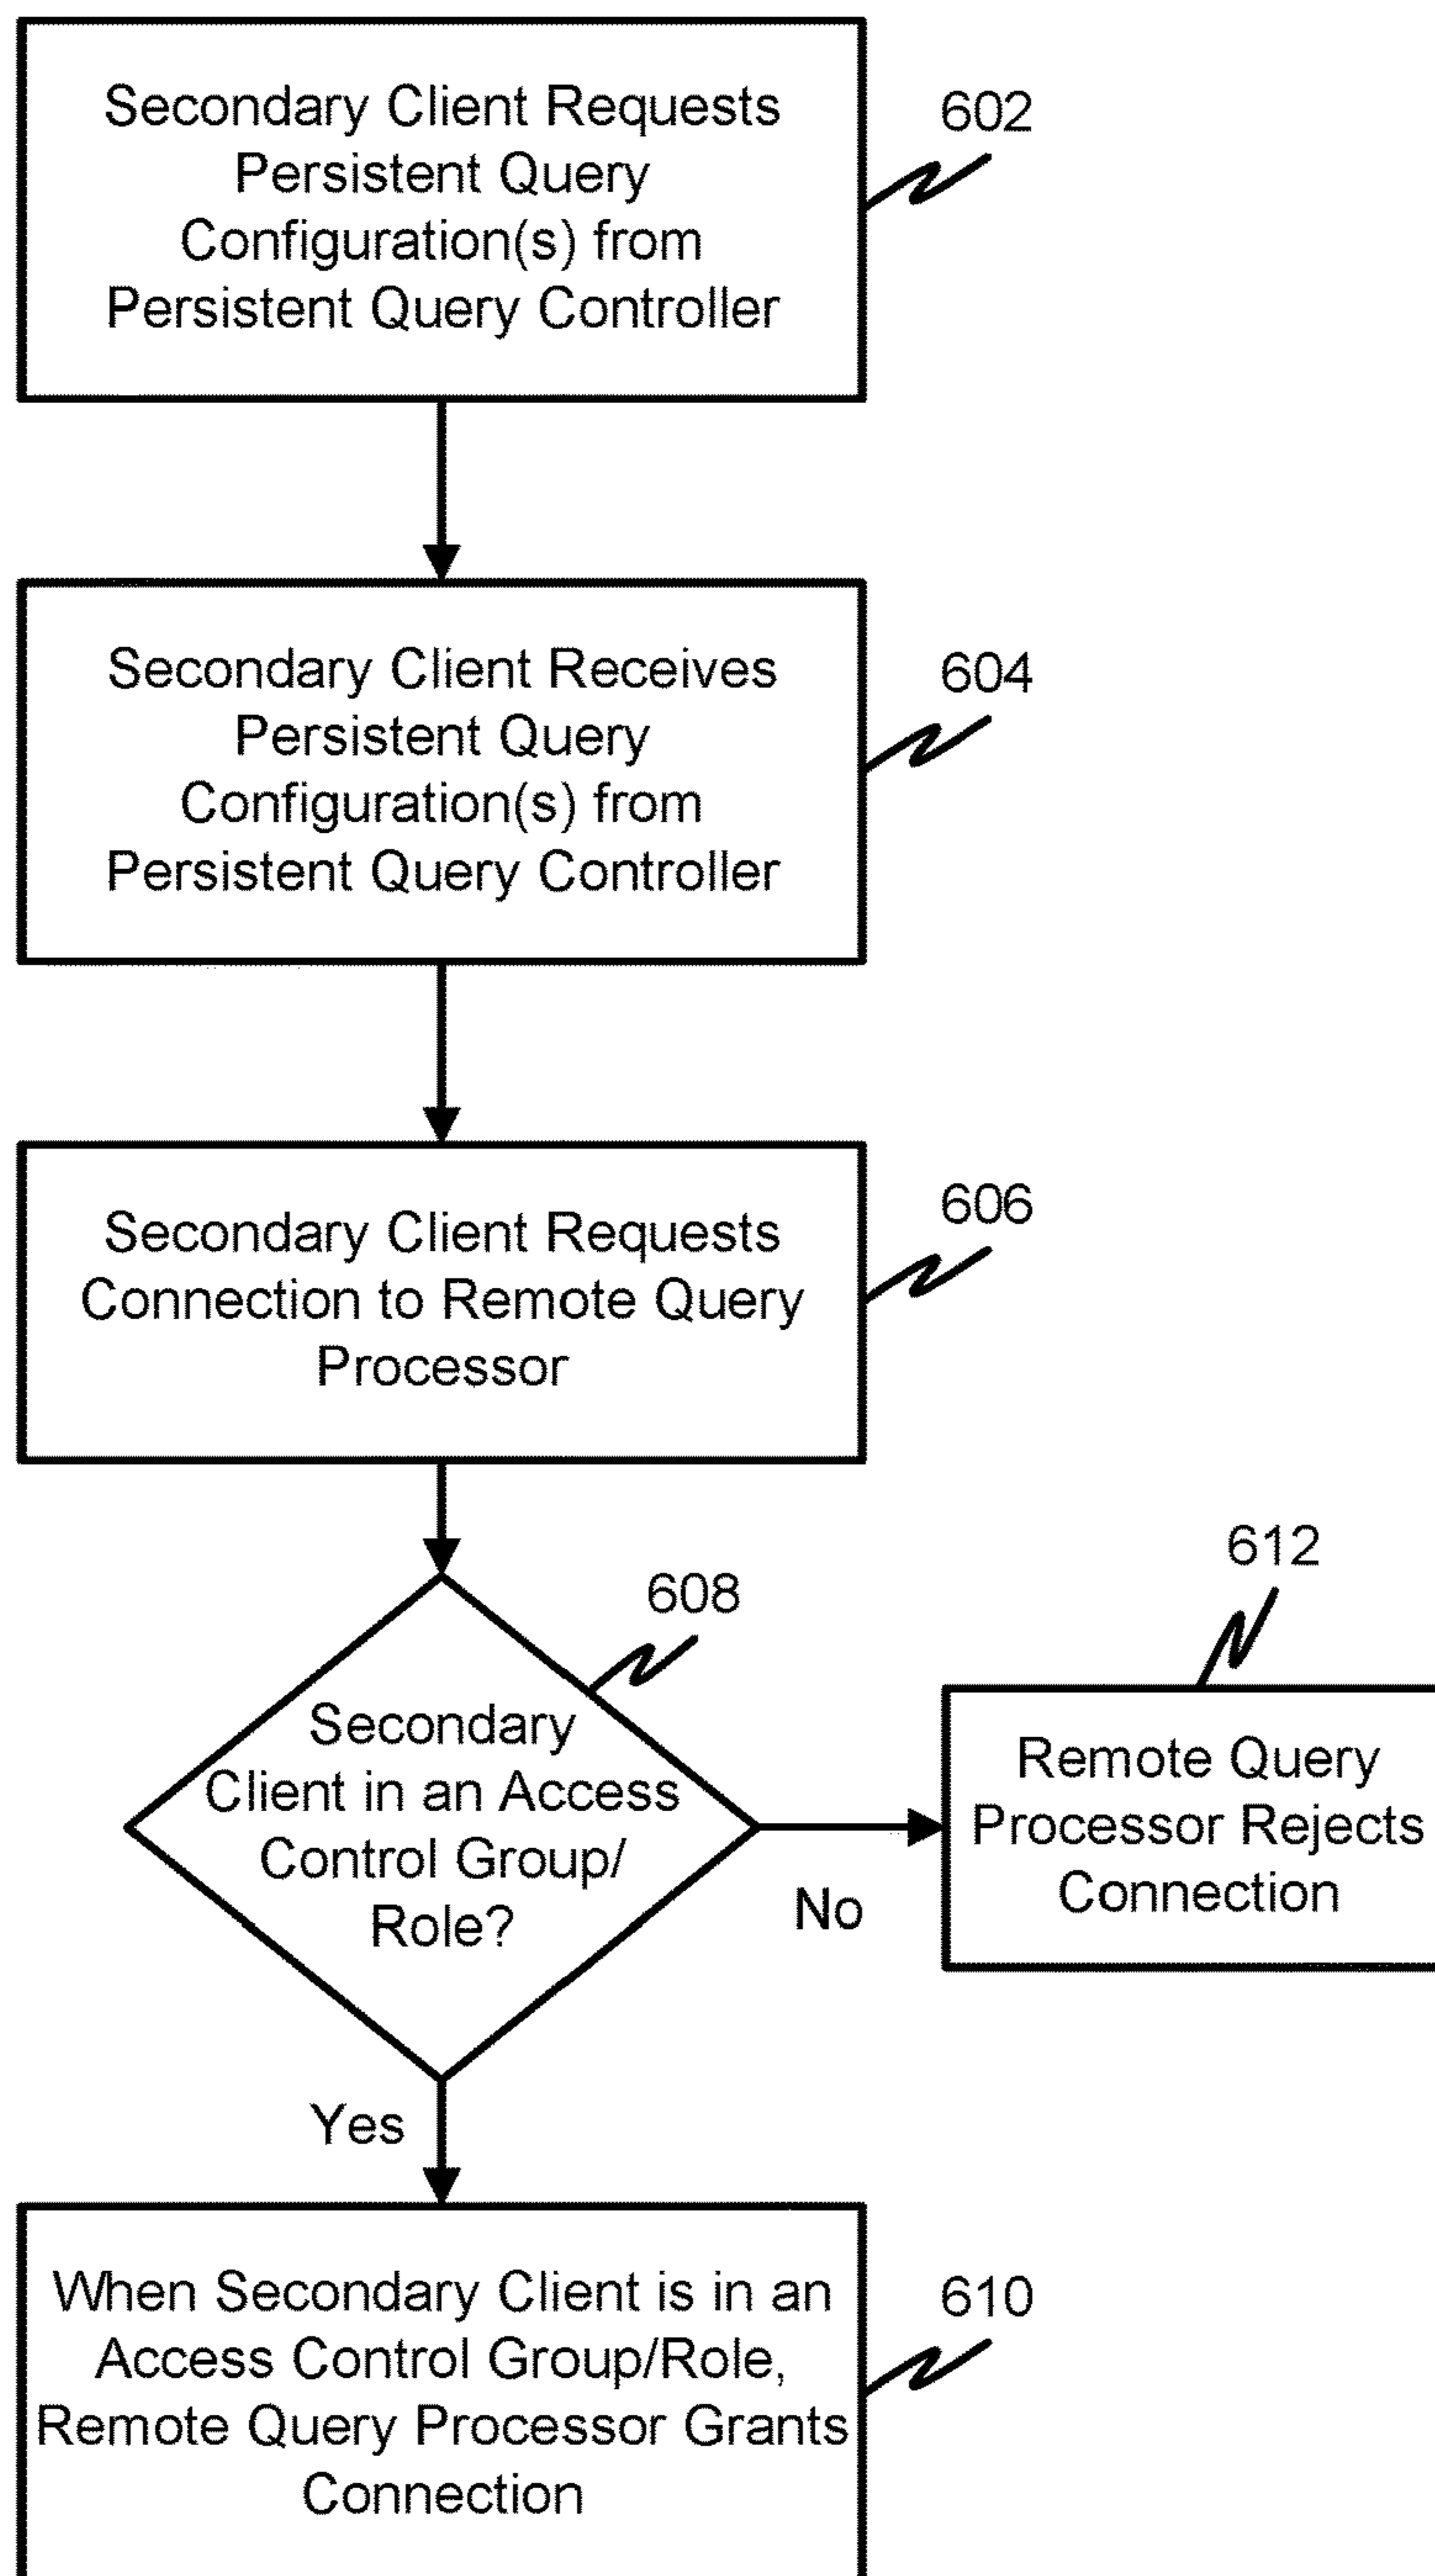 Secondary Client Requests
Persistent Query
Configuration(s) from
Persistent Query Controller
602
Secondary Client Receives
Persistent Query
Configuration(s) from
Persistent Query Controller
604
Secondary Client Requests
Connection to Remote Query
Processor
606
Secondary
Client in an Access
Control Group/
Role?
608
No
Remote Query
Processor Rejects
Connection
612
Yes
When Secondary Client is in an
Access Control Group/Role,
Remote Query Processor Grants
Connection
610